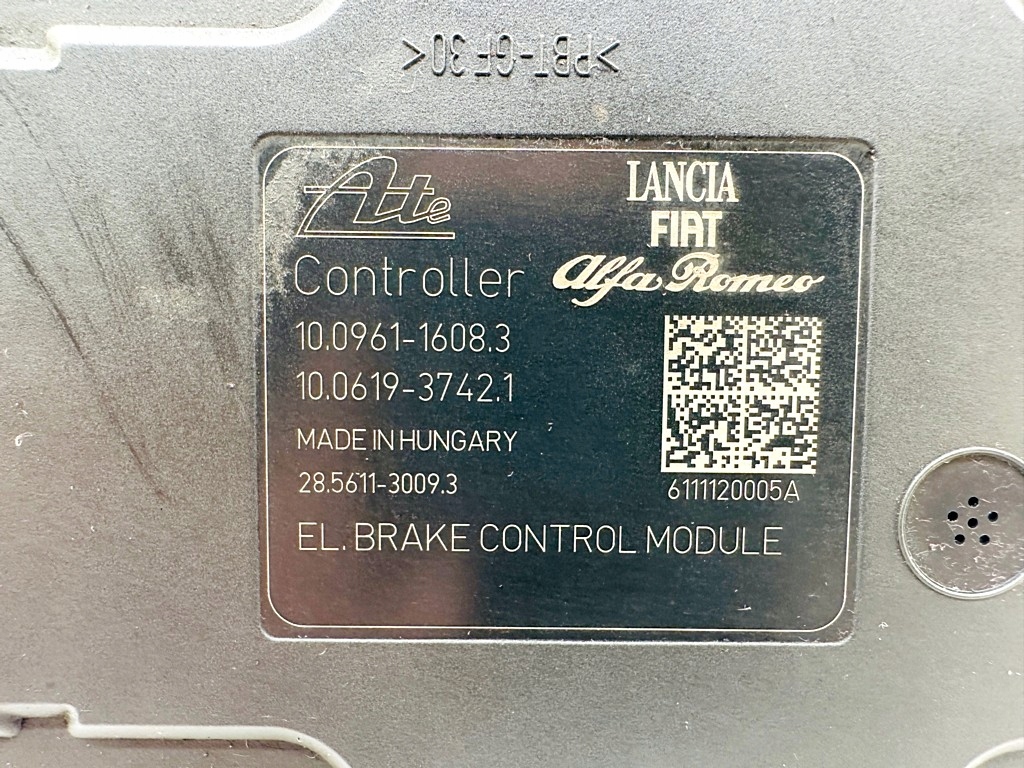 >PBT-GF30<
Ate
LANCIA
FIAT
Alfa Romeo
Controller
10.0961-1608.3
10.0619-3742.1
MADE IN HUNGARY
28.5611-3009.3
6111120005A
EL. BRAKE CONTROL MODULE